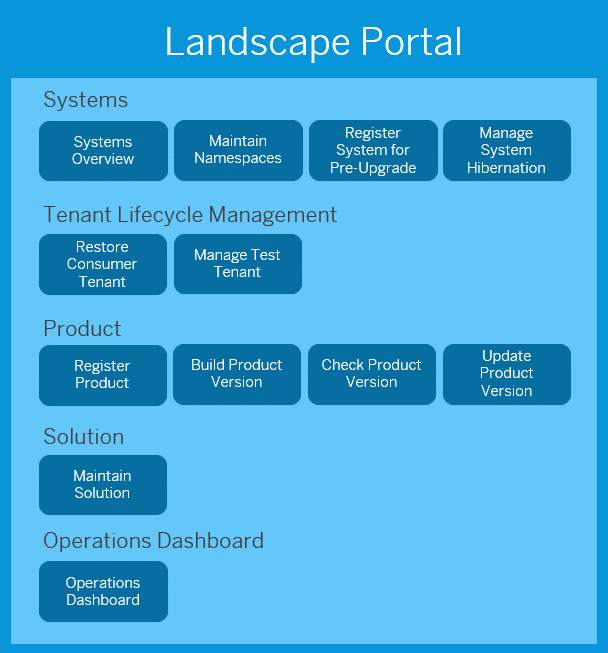 Landscape Portal
Systems
Systems
Overview
Maintain
Namespaces
Register
System for
Pre-Upgrade
Manage
System
Hibernation
Tenant Lifecycle Management
Restore
Consumer
Tenant
Manage Test
Tenant
Product
Register
Product
Build Product
Version
Check Product
Version
Update
Product
Version
Solution
Maintain
Solution
Operations Dashboard
Operations
Dashboard